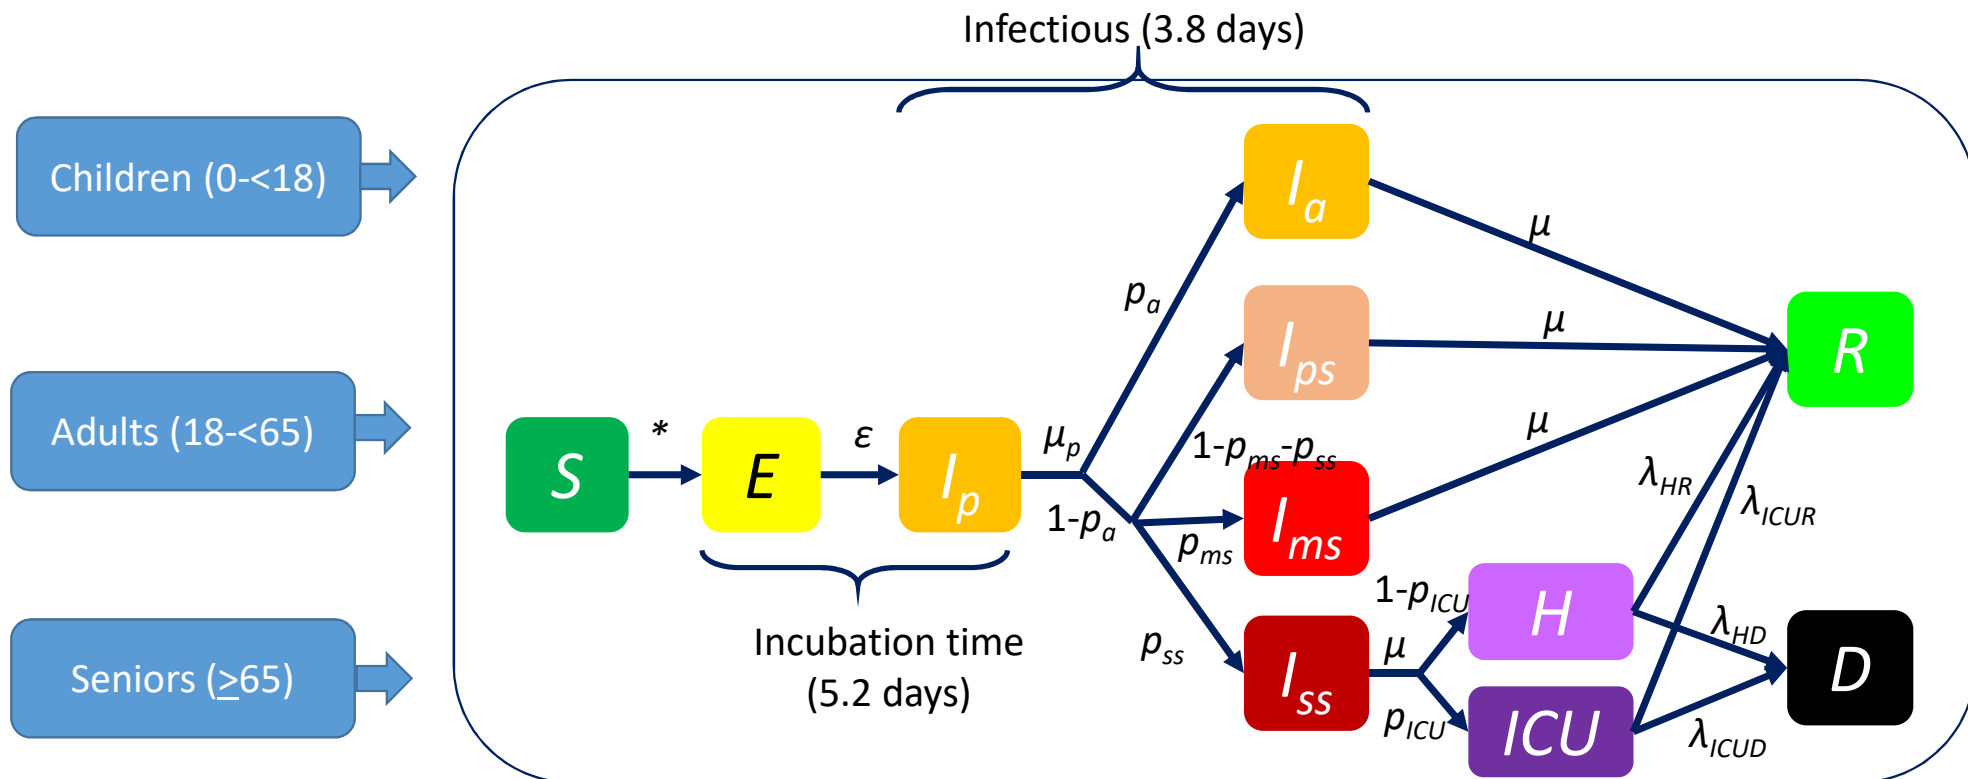 Infectious (3.8 days)
Children (0-<18)
Adults (18-<65)
Seniors (≥65)
S
*
E
ε
I_p
μ_p
p_a
1-p_a
I_a
μ
I_ps
μ
1-p_ms-p_ss
I_ms
μ
p_ms
p_ss
I_ss
μ
1-p_ICU
p_ICU
H
ICU
λ_HR
λ_ICUR
λ_HD
λ_ICUD
R
D
Incubation time
(5.2 days)